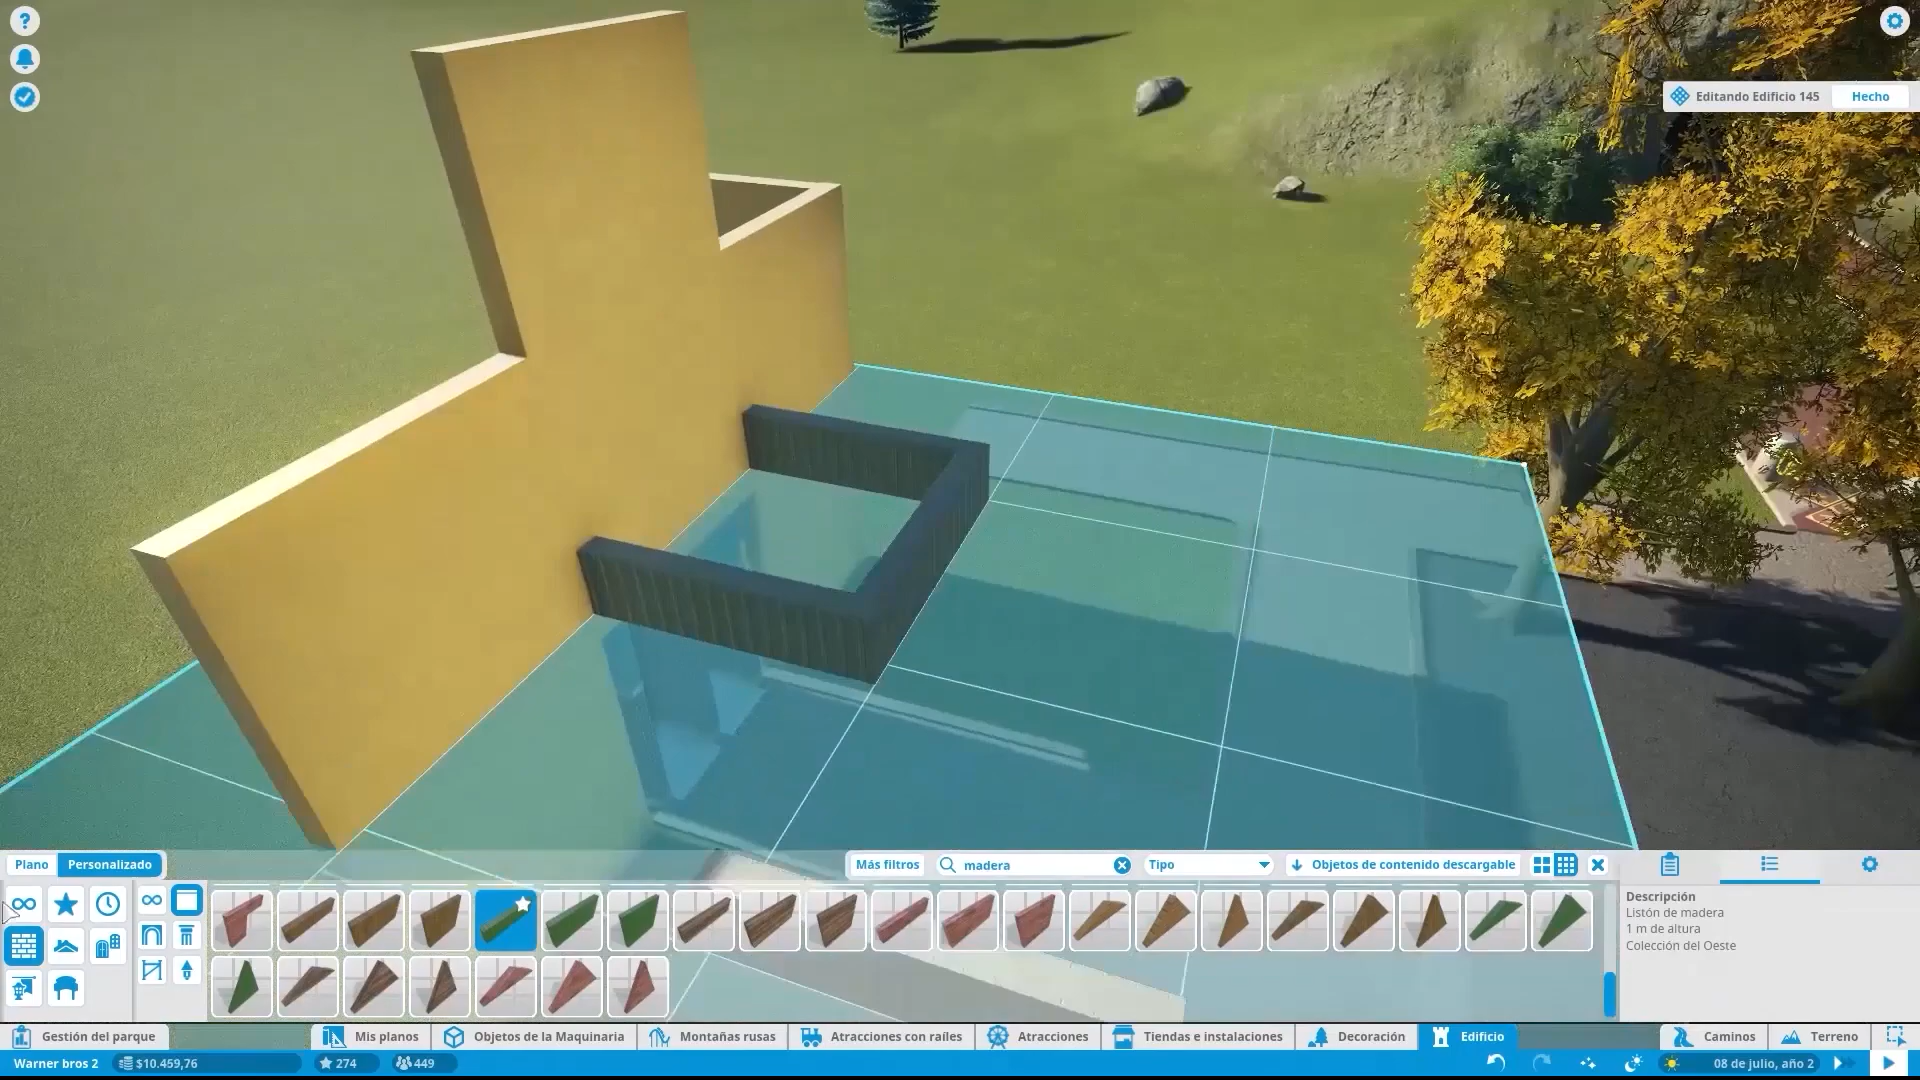 ?
Editando Edificio 145
Hecho
Plano
Personalizado
Más filtros
madera
Tipo
Objetos de contenido descargable
Descripción
Listón de madera
1 m de altura
Colección del Oeste
Gestión del parque
Mis planos
Objetos de la Maquinaria
Montañas rusas
Atracciones con raíles
Atracciones
Tiendas e instalaciones
Decoración
Edificio
Caminos
Terreno
Warner bros 2
$10.459,76
274
449
08 de julio, año 2